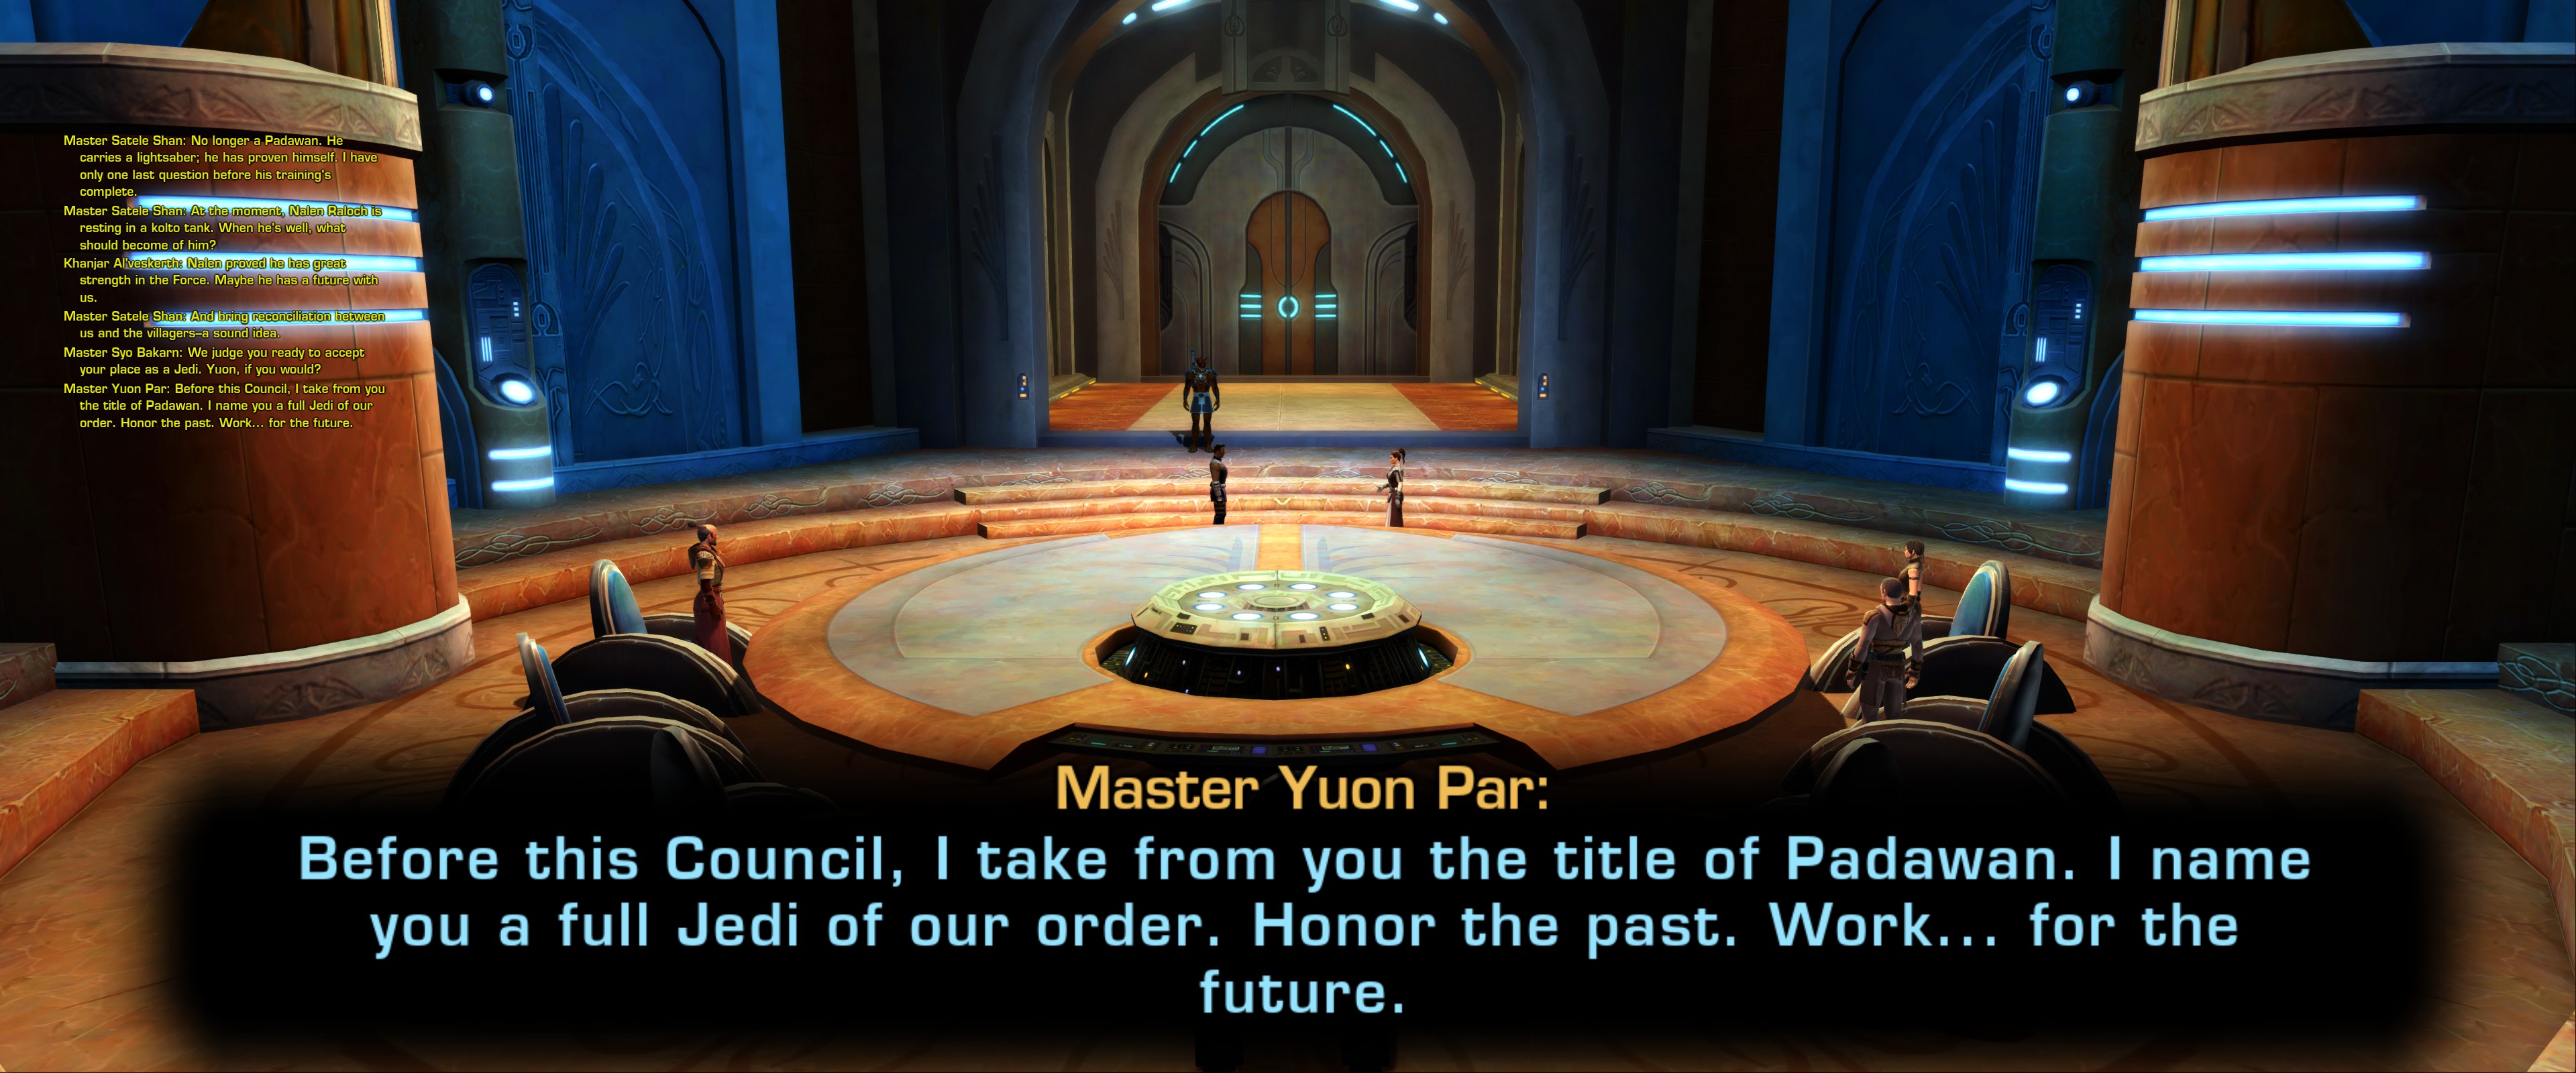 Master Satele Shan: No longer a Padawan. He
carries a lightsaber; he has proven himself. I have
only one last question before his training's
complete.
Master Satele Shan: At the moment, Nalen Raloch is
resting in a kolto tank. When he's well, what
should become of him?
Khanjar Al'veskerth: Nalen proved he has great
strength in the Force. Maybe he has a future with
us.
Master Satele Shan: And bring reconciliation between
us and the villagers–a sound idea.
Master Syo Bakarn: We judge you ready to accept
your place as a Jedi. Yuon, if you would?
Master Yuon Par: Before this Council, I take from you
the title of Padawan. I name you a full Jedi of our
order. Honor the past. Work... for the future.
Master Yuon Par:
Before this Council, I take from you the title of Padawan. I name
you a full Jedi of our order. Honor the past. Work... for the
future.